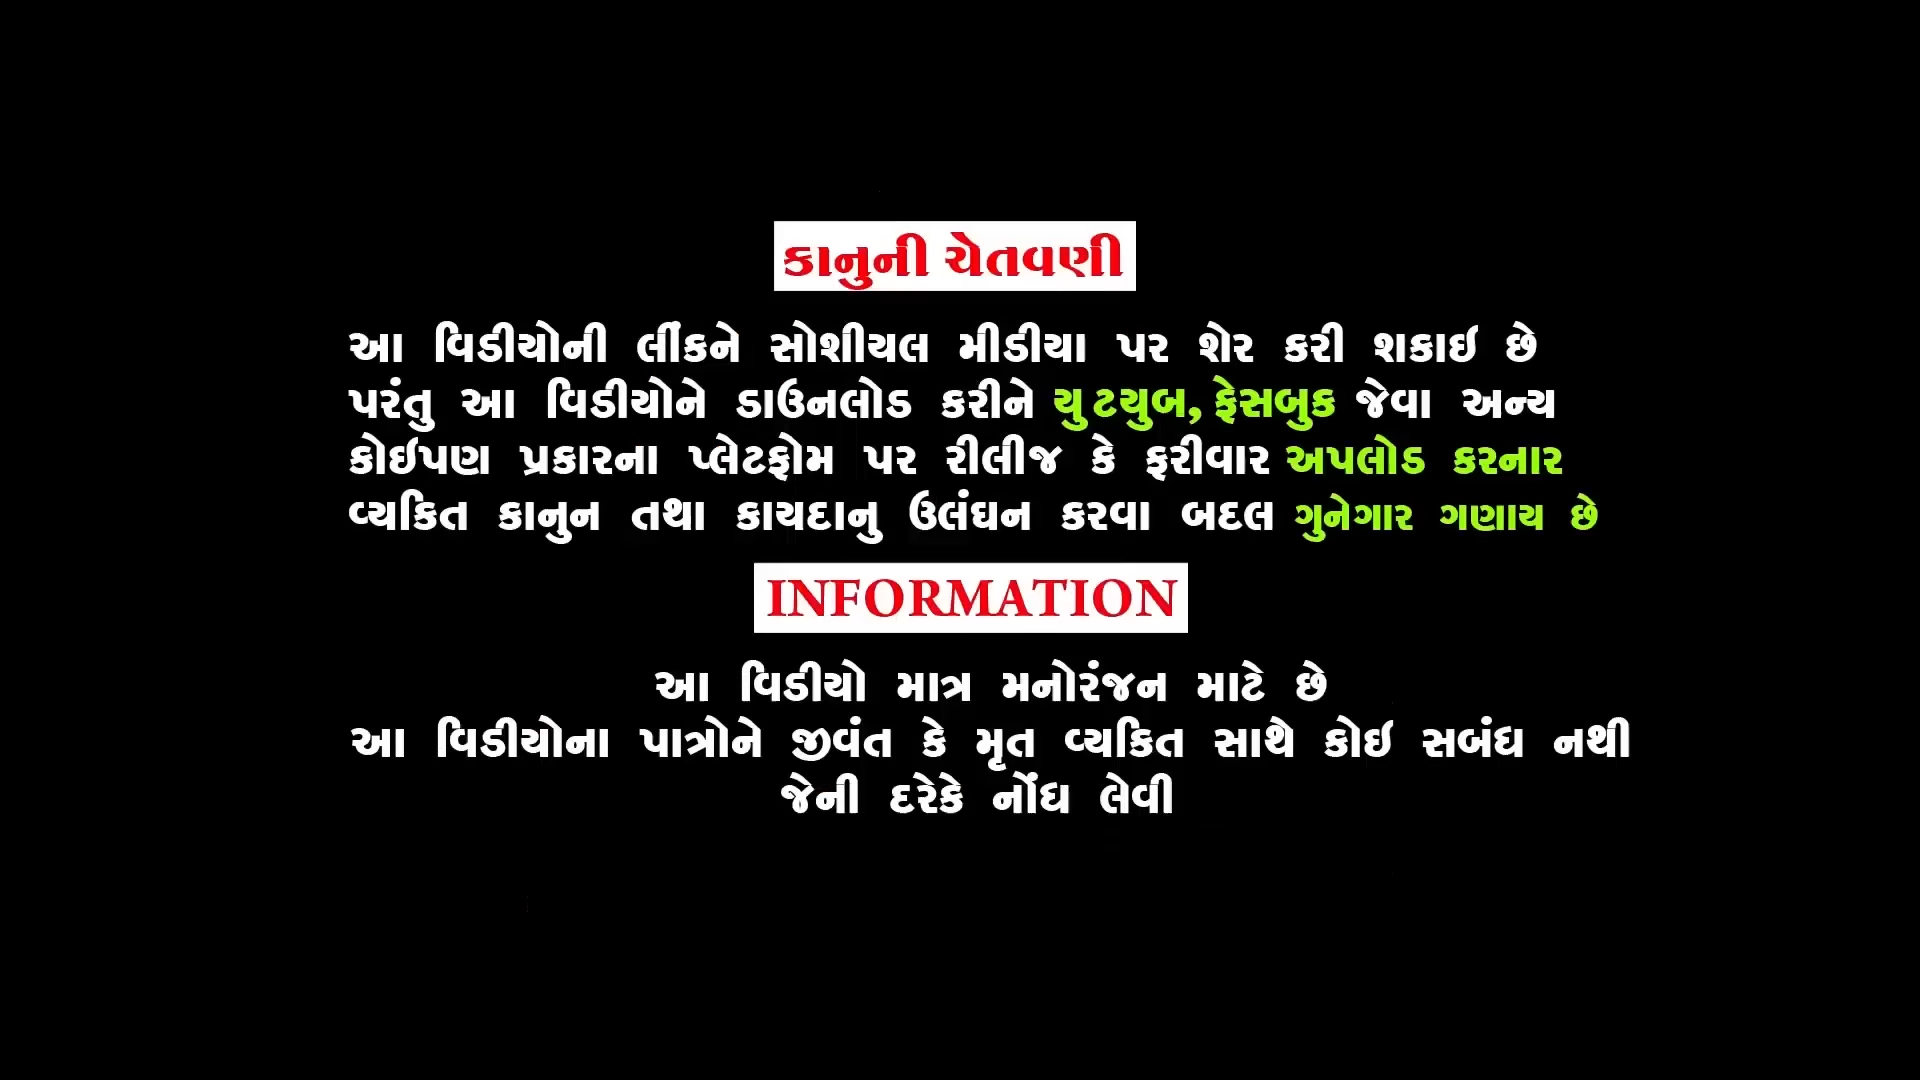 કાનુની ચેતવણી
આ વિડીયોની લીંકને સોશીયલ મીડીયા પર શેર કરી શકાઇ છે
પરંતુ આ વિડીયોને ડાઉનલોડ કરીને યુ ટયુબ, ફેસબુક જેવા અન્ય
કોઇપણ પ્રકારના પ્લેટફોમ પર રીલીજ કે ફરીવાર અપલોડ કરનાર
વ્યકિત કાનુન તથા કાયદાનુ ઉલંઘન કરવા બદલ ગુનેગાર ગણાય છે
INFORMATION
આ વિડીયો માત્ર મનોરંજન માટે છે
આ વિડીયોના પાત્રોને જીવંત કે મૃત વ્યકિત સાથે કોઇ સબંધ નથી
જેની દરેકે નોંધ લેવી